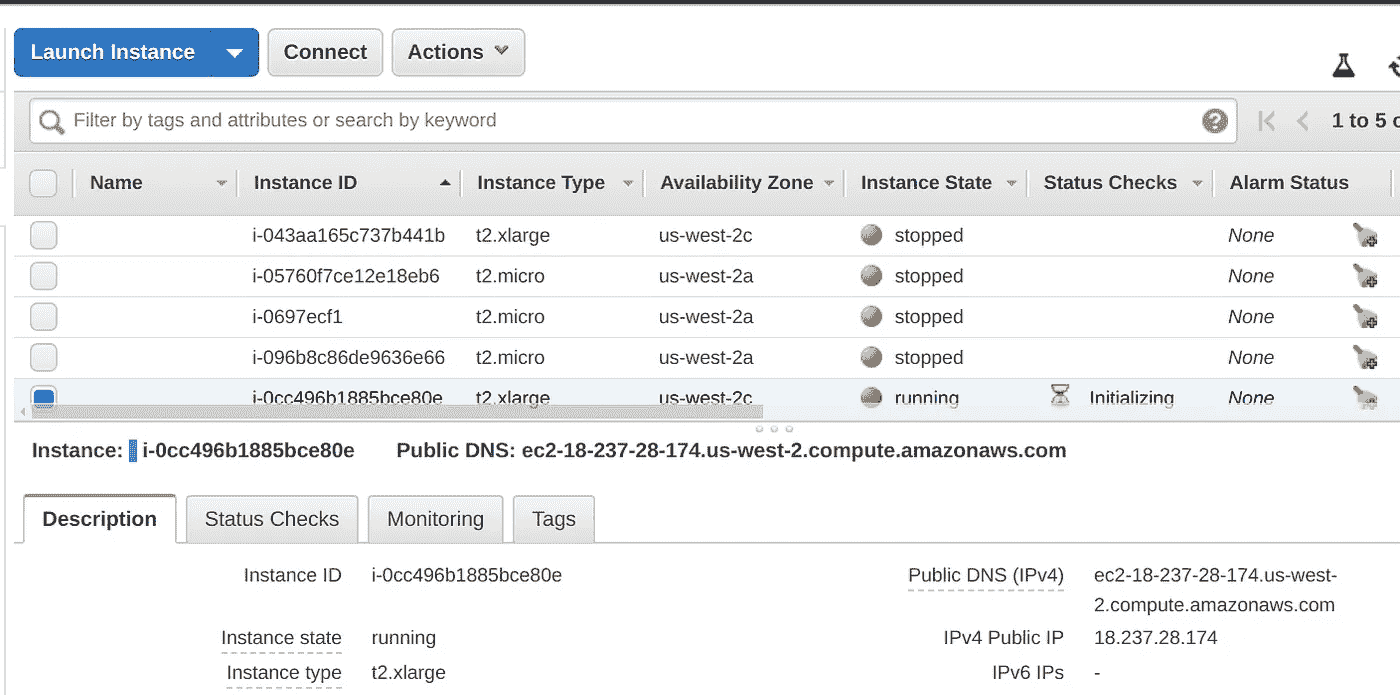 Launch Instance Connect Actions
Filter by tags and attributes or search by keyword 1 to 5
Name Instance ID Instance Type Availability Zone Instance State Status Checks Alarm Status
i-043aa165c737b441b t2.xlarge us-west-2c stopped None
i-05760f7ce12e18eb6 t2.micro us-west-2a stopped None
i-0697ecf1 t2.micro us-west-2a stopped None
i-096b8c86de9636e66 t2.micro us-west-2a stopped None
i-0cc496b1885bce80e t2.xlarge us-west-2c running Initializing None
Instance: i-0cc496b1885bce80e Public DNS: ec2-18-237-28-174.us-west-2.compute.amazonaws.com
Description Status Checks Monitoring Tags
Instance ID i-0cc496b1885bce80e Public DNS (IPv4) ec2-18-237-28-174.us-west-
2.compute.amazonaws.com
Instance state running IPv4 Public IP 18.237.28.174
Instance type t2.xlarge IPv6 IPs -